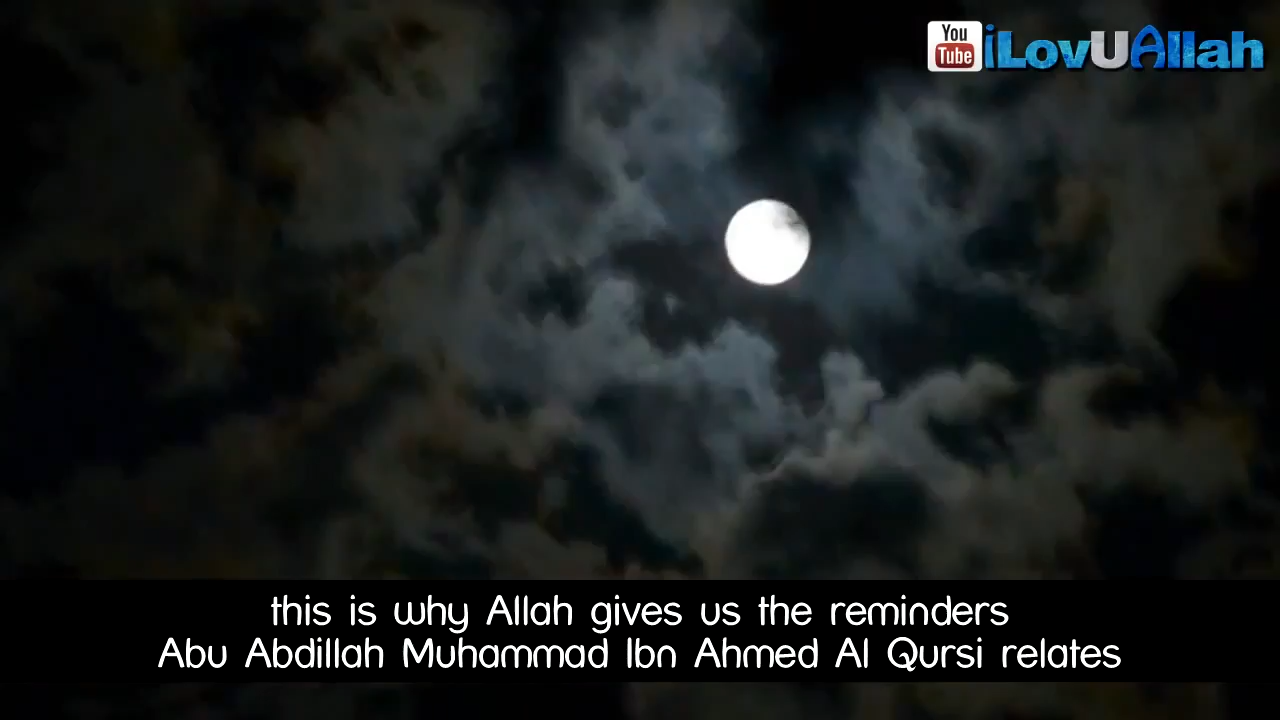 You
Tube
iLovUAllah
this is why Allah gives us the reminders
Abu Abdillah Muhammad Ibn Ahmed Al Qursi relates